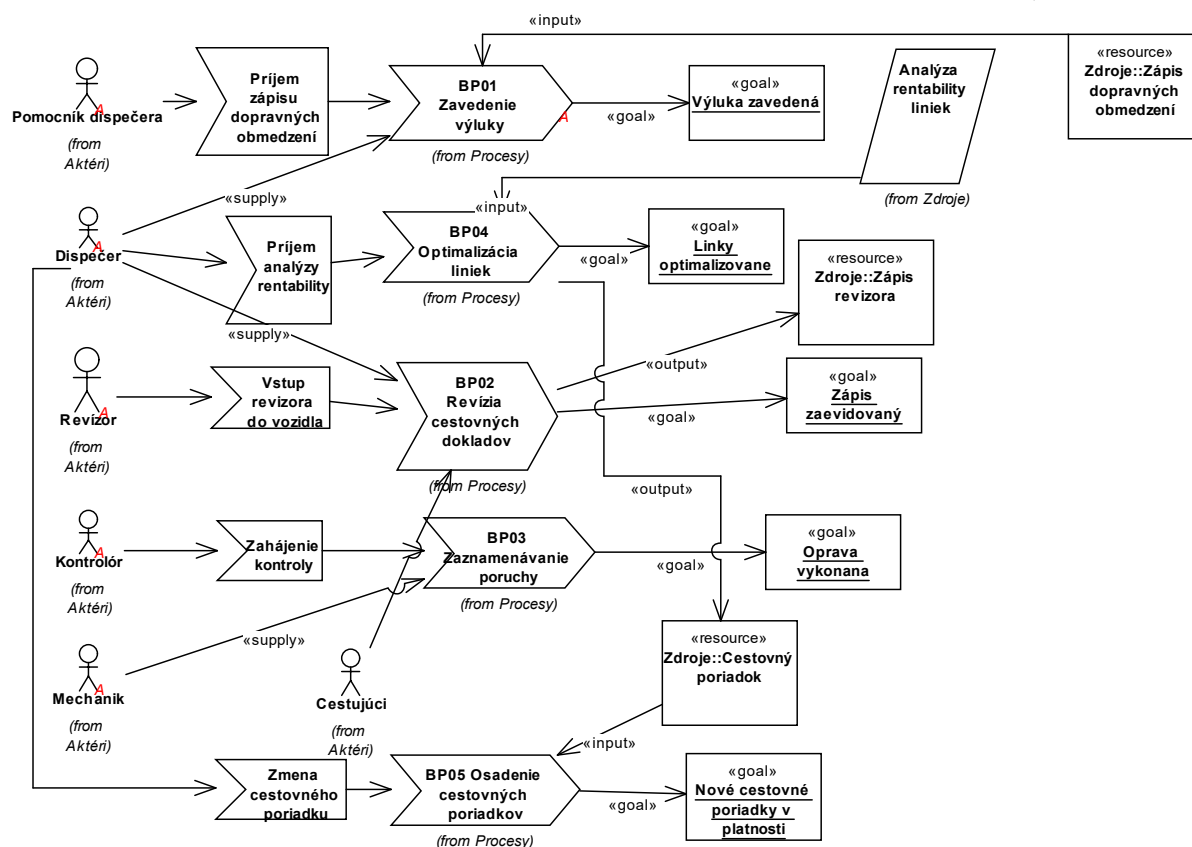 «input»
«resource»
Zdroje::Zápis
dopravných
obmedzení
Analýza
rentability
liniek
(from Zdroje)
Pomocník dispečera
(from
Aktéri)
Príjem
zápisu
dopravných
obmedzení
BP01
Zavedenie
výluky
(from Procesy)
«goal»
«goal»
Výluka zavedená
«supply»
Dispečer
(from
Aktéri)
Príjem
analýzy
rentability
«input»
BP04
Optimalizácia
liniek
(from Procesy)
«goal»
«goal»
Linky
optimalizovane
«resource»
Zdroje::Zápis
revizora
«supply»
«output»
Revízor
(from
Aktéri)
Vstup
revizora
do vozidla
BP02
Revízia
cestovných
dokladov
(from Procesy)
«goal»
«goal»
Zápis
zaevidovaný
«output»
Kontrolór
(from
Aktéri)
Zahájenie
kontroly
BP03
Zaznamenávanie
poruchy
(from Procesy)
«goal»
«goal»
Oprava
vykonana
«supply»
Mechanik
(from
Aktéri)
Cestujúci
(from
Aktéri)
«resource»
Zdroje::Cestovný
poriadok
«input»
Zmena
cestovného
poriadku
BP05 Osadenie
cestovných
poriadkov
(from Procesy)
«goal»
«goal»
Nové cestovné
poriadky v
platnosti
A
A
A
A
A
A